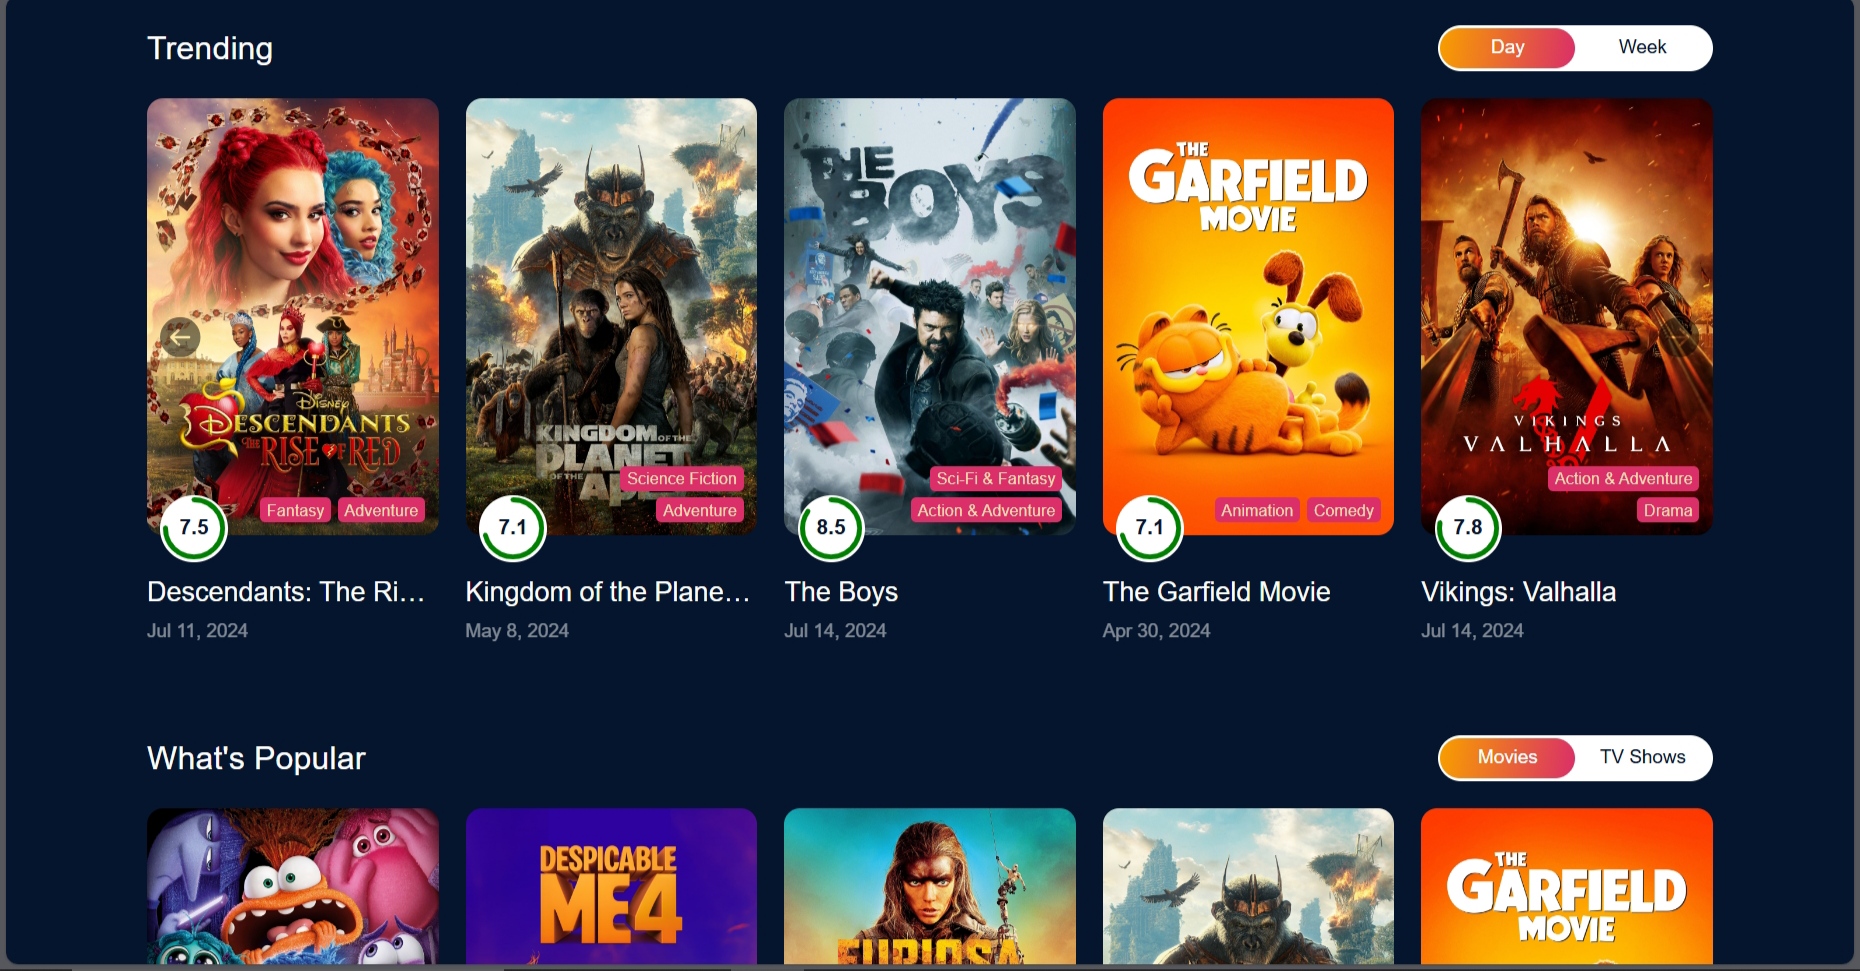 Trending
Day
Week
DISNEY
DESCENDANTS
THE RISE OF RED
KINGDOM OF THE
PLANET
OF THE APES
THE
BOYS
THE
GARFIELD
MOVIE
VIKINGS
VALHALLA
Fantasy
Adventure
Science Fiction
Adventure
Sci-Fi & Fantasy
Action & Adventure
Animation
Comedy
Action & Adventure
Drama
7.5
7.1
8.5
7.1
7.8
Descendants: The Ri...
Kingdom of the Plane...
The Boys
The Garfield Movie
Vikings: Valhalla
Jul 11, 2024
May 8, 2024
Jul 14, 2024
Apr 30, 2024
Jul 14, 2024
What's Popular
Movies
TV Shows
DESPICABLE
ME 4
FURIOSA
THE
GARFIELD
MOVIE